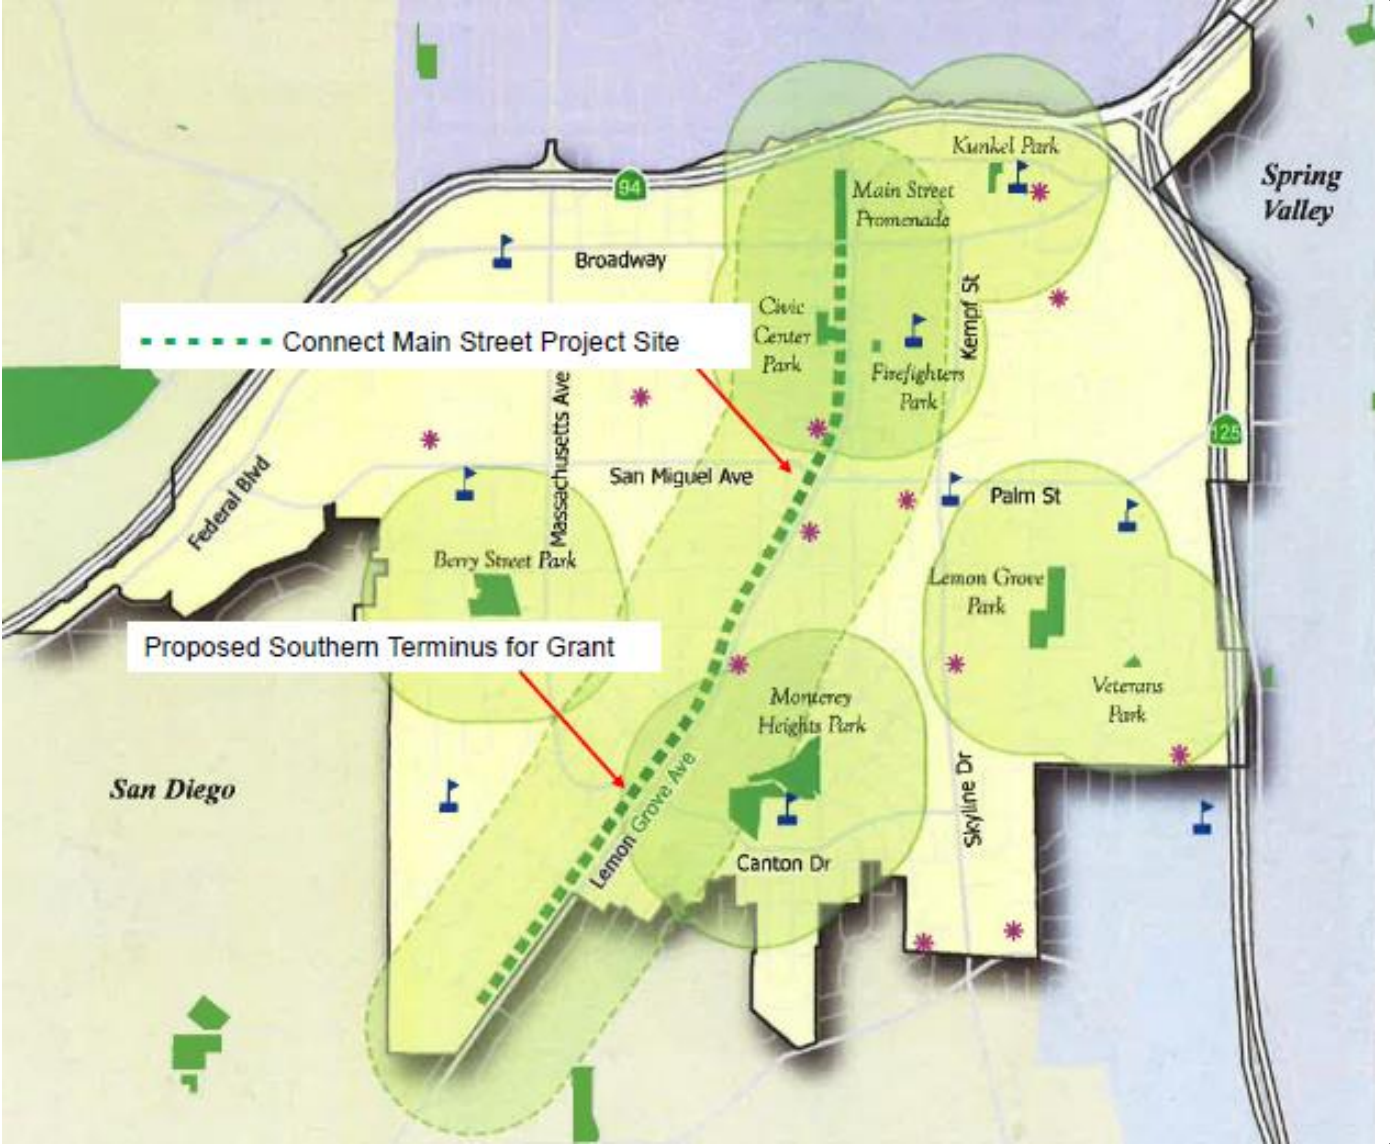 Kunkel Park
Spring
Valley
94
Main Street
Promenade
Broadway
Civic
Center
Park
Kempf St
Connect Main Street Project Site
Firefighters
Park
Massachusetts Ave
125
San Miguel Ave
Palm St
Federal Blvd
Berry Street Park
Lemon Grove
Park
Proposed Southern Terminus for Grant
Monterey
Heights Park
Veterans
Park
San Diego
Lemon Grove Ave
Skyline Dr
Canton Dr